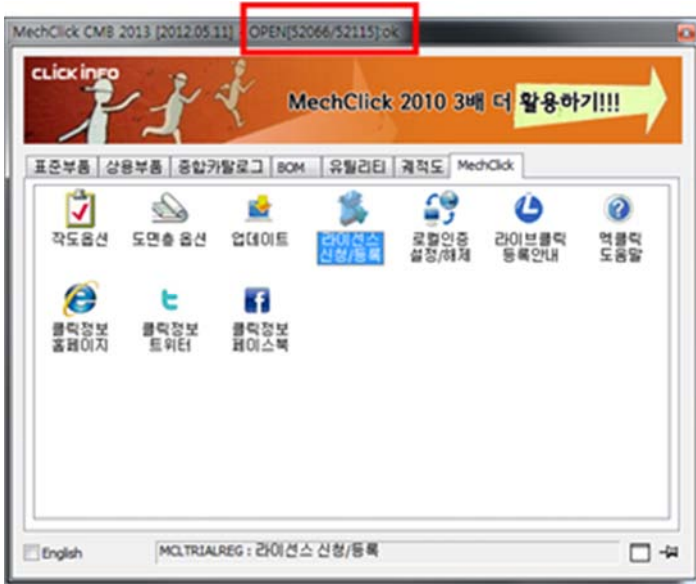 MechClick CMB 2013 [2012.05.11] - OPEN[52066/52115]:ok
CLICK INFO
MechClick 2010 3배 더 활용하기!!!
표준부품 상용부품 종합카탈로그 BOM 유틸리티 궤적도 MechClick
작도옵션 도면층 옵션 업데이트 라이선스 로컬인증 라이브클릭 멕클릭
신청/등록 설정/해제 등록안내 도움말
클릭정보 클릭정보 클릭정보
홈페이지 트위터 페이스북
English MCLTRIALREG : 라이선스 신청/등록